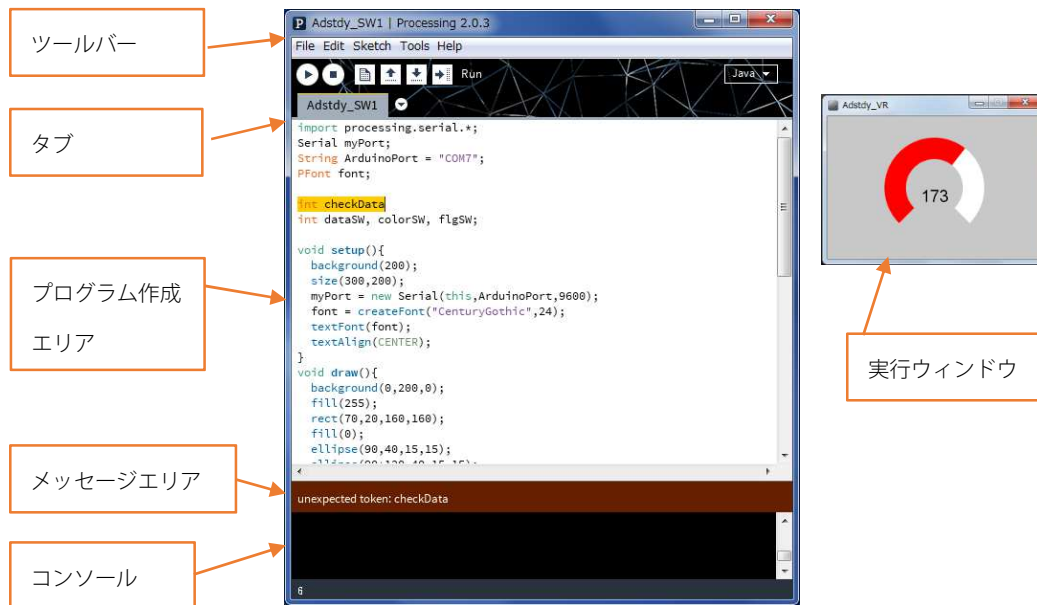 ツールバー
タブ
プログラム作成
エリア
メッセージエリア
コンソール
Adstdy_SW1 | Processing 2.0.3
File Edit Sketch Tools Help
Run
Java
Adstdy_SW1
import processing.serial.*;
Serial myPort;
String ArduinoPort = "COM7";
PFont font;
int checkData
int dataSW, colorSW, flgSW;
void setup(){
background(200);
size(300,200);
myPort = new Serial(this,ArduinoPort,9600);
font = createFont("CenturyGothic",24);
textFont(font);
textAlign(CENTER);
}
void draw(){
background(0,200,0);
fill(255);
rect(70,20,160,160);
fill(0);
ellipse(90,40,15,15);
unexpected token: checkData
6
Adstdy_VR
173
実行ウィンドウ